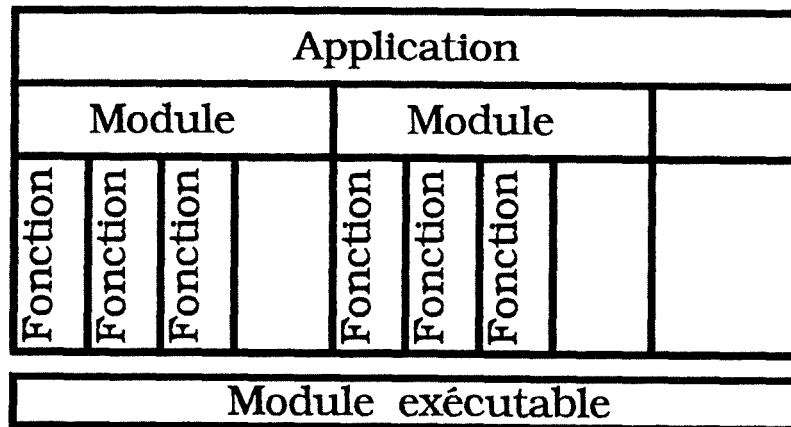 Application
Module
Module
Fonction
Fonction
Fonction
Fonction
Fonction
Fonction
Module exécutable